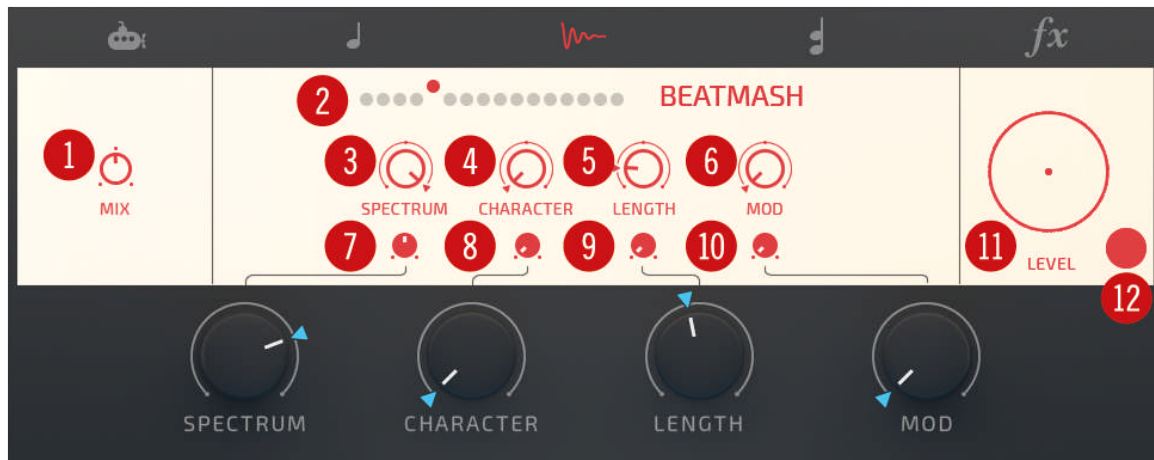 fx
2 BEATMASH
1 3 4 5 6
MIX SPECTRUM CHARACTER LENGTH MOD
7 8 9 10 11
LEVEL
12
SPECTRUM CHARACTER LENGTH MOD